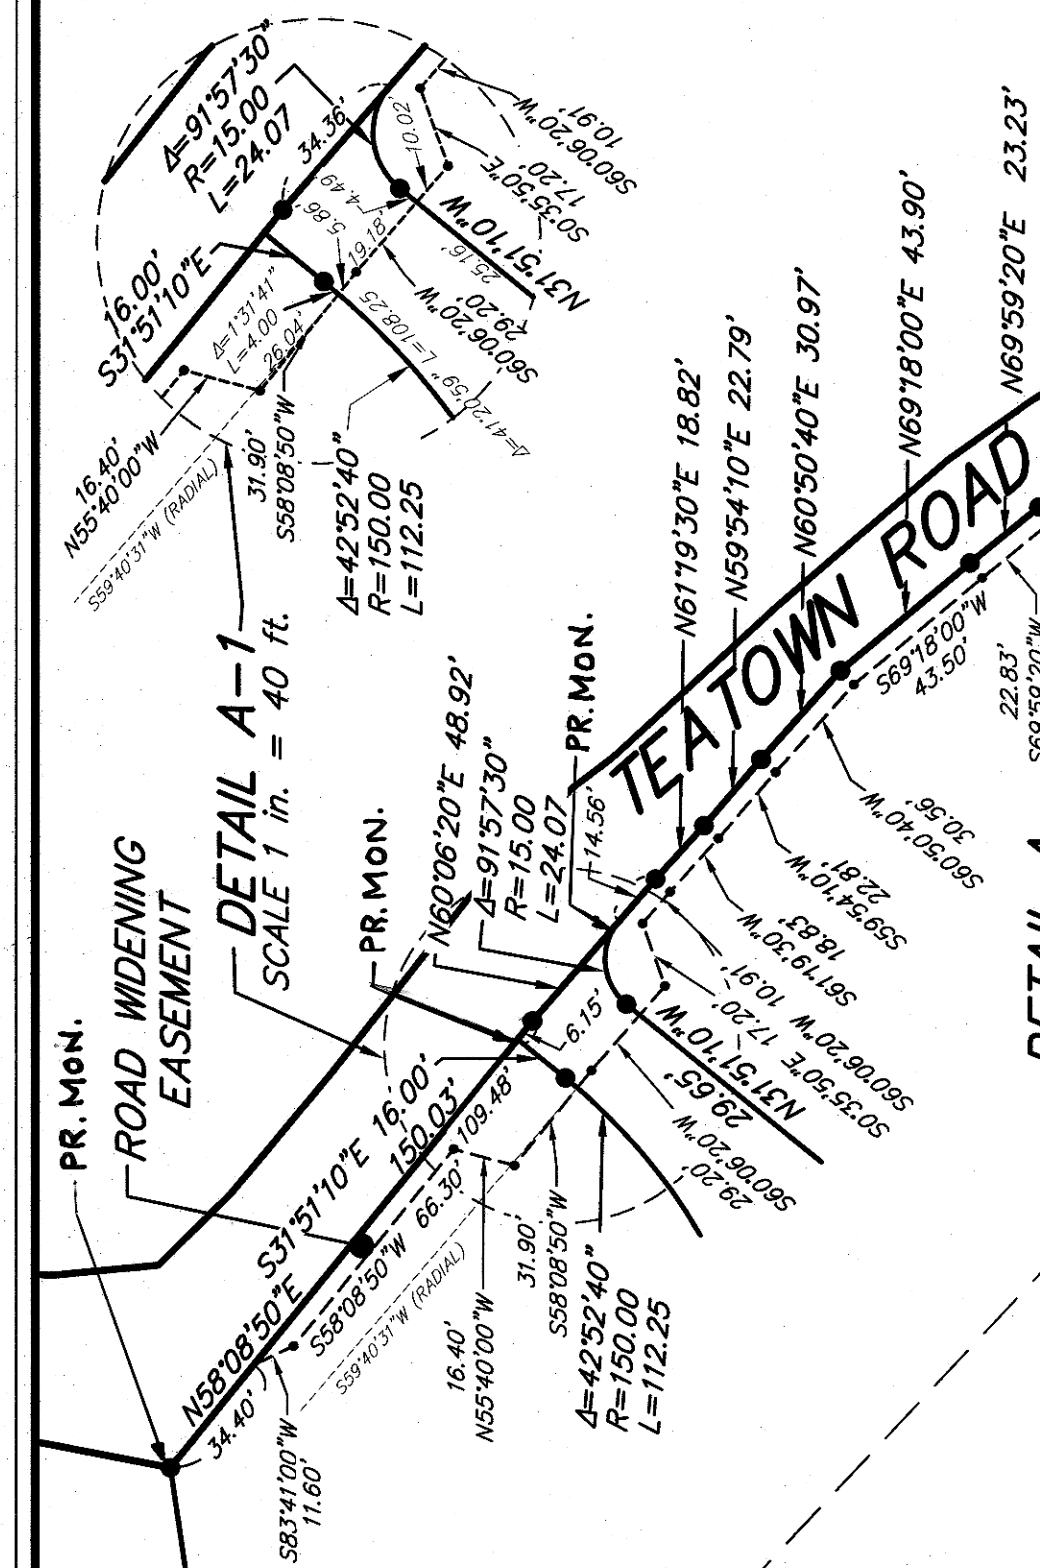 Δ=91°57'30"
R=15.00
L=24.07
34.36'
10.02'
16.00'
S31°51'10"E
4.49'
5.86'
19.18'
Δ=1°31'41"
L=4.00
26.04'
16.40'
N55°40'00"W
S59°40'31"W (RADIAL)
31.90'
S58°08'50"W
N31°51'10"W
25.16'
S60°06'20"W
10.91'
S0°35'50"E
17.20'
S60°06'20"W
29.20'
Δ=41°20'59" L=108.25
Δ=42°52'40"
R=150.00
L=112.25
DETAIL A-1
SCALE 1 in. = 40 ft.
PR. MON.
ROAD WIDENING
EASEMENT
PR. MON.
N60°06'20"E 48.92'
Δ=91°57'30"
R=15.00
L=24.07
14.56'
PR. MON.
N61°19'30"E 18.82'
N59°54'10"E 22.79'
N60°50'40"E 30.97'
N69°18'00"E 43.90'
N69°59'20"E 23.23'
TEATOWN ROAD
N58°08'50"E
150.03'
S31°51'10"E 16.00'
109.48'
6.15'
34.40'
S83°41'00"W
11.60'
S58°08'50"W 66.30'
S59°40'31"W (RADIAL)
16.40'
N55°40'00"W
31.90'
S58°08'50"W
Δ=42°52'40"
R=150.00
L=112.25
N31°51'10"W
29.65'
S60°06'20"W
29.20'
S0°35'50"E 17.20'
S60°06'20"W 10.91'
S61°19'30"W
18.83'
S59°54'10"W
22.81'
S60°50'40"W
30.56'
S69°18'00"W
43.50'
22.83'
S69°59'20"W
DETAIL A